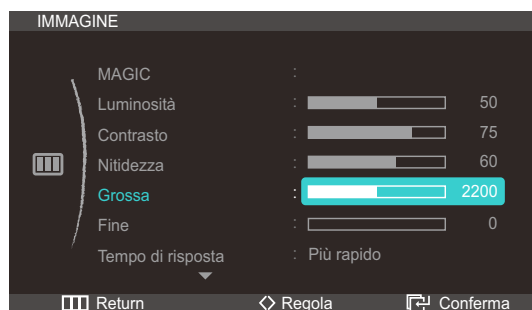 IMMAGINE
MAGIC :
Luminosità : 50
Contrasto : 75
Nitidezza : 60
Grossa : 2200
Fine : 0
Tempo di risposta : Più rapido
Return Regola Conferma